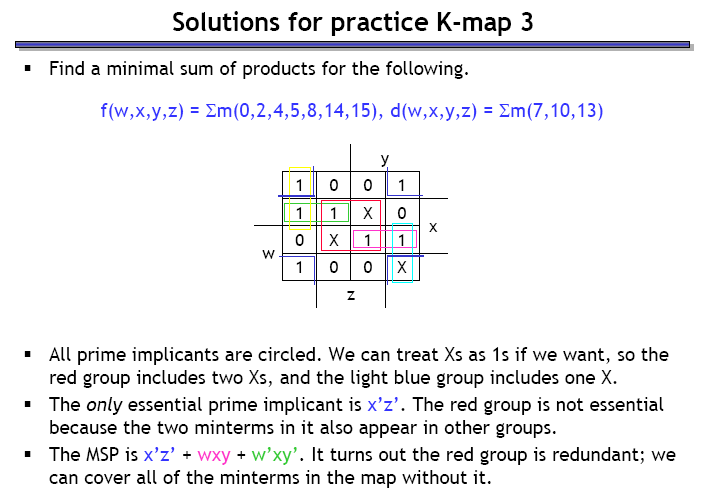 Solutions for practice K-map 3
▪ Find a minimal sum of products for the following.
f(w,x,y,z) = Σm(0,2,4,5,8,14,15), d(w,x,y,z) = Σm(7,10,13)
y
1 0 0 1
1 1 X 0
x
0 X 1 1
w
1 0 0 X
z
▪ All prime implicants are circled. We can treat Xs as 1s if we want, so the
red group includes two Xs, and the light blue group includes one X.
▪ The only essential prime implicant is x’z’. The red group is not essential
because the two minterms in it also appear in other groups.
▪ The MSP is x’z’ + wxy + w’xy’. It turns out the red group is redundant; we
can cover all of the minterms in the map without it.